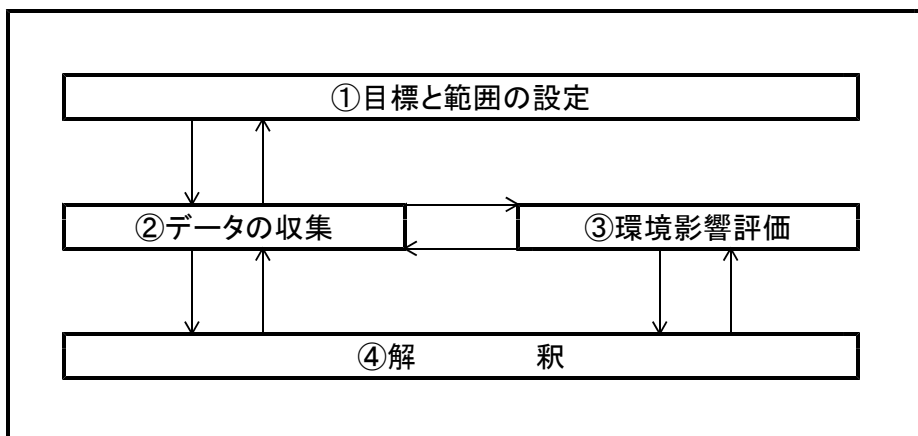 ①目標と範囲の設定
②データの収集
③環境影響評価
④解　　　　釈